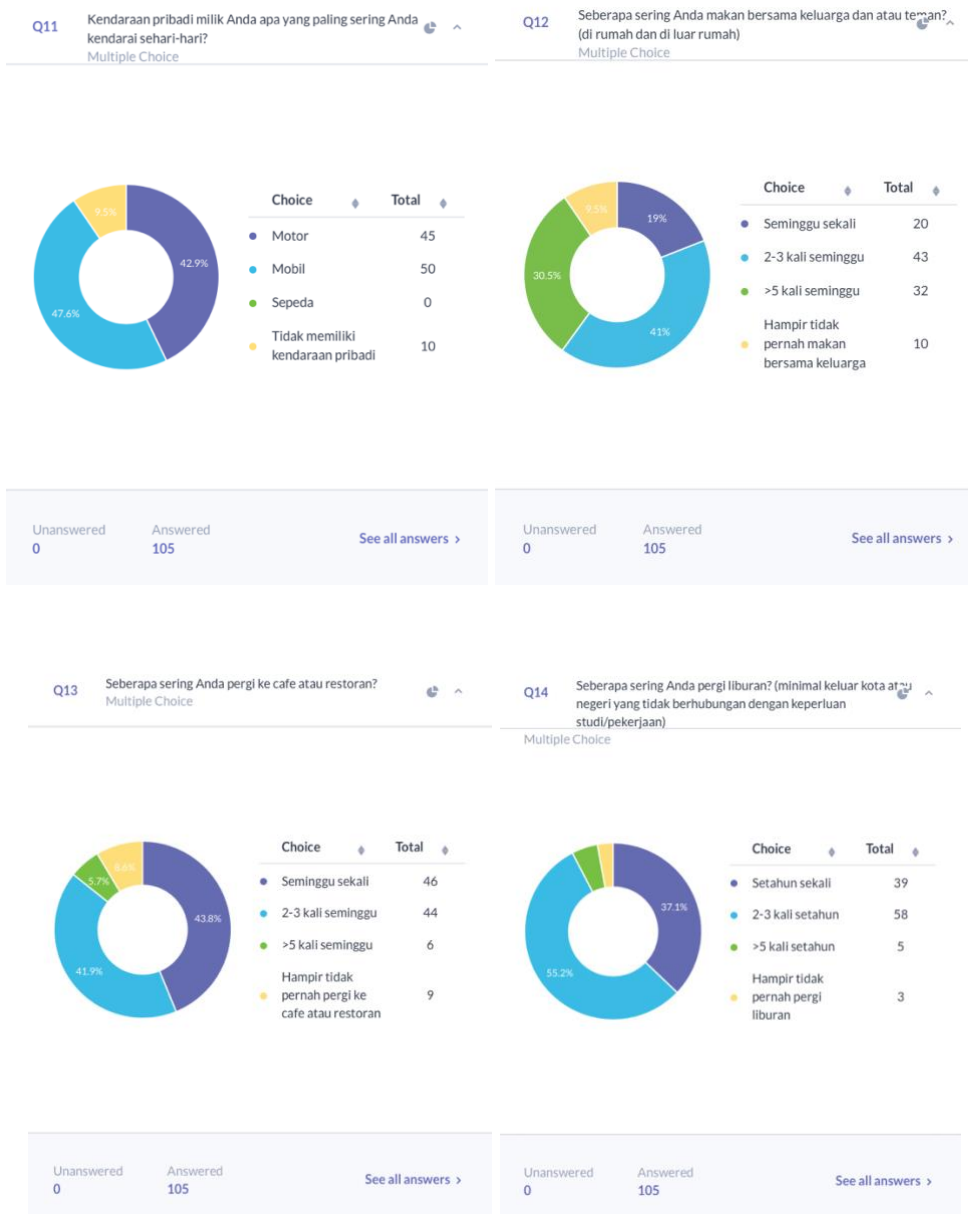 Q11
Kendaraan pribadi milik Anda apa yang paling sering Anda
kendarai sehari-hari?
Multiple Choice
9.5%
42.9%
47.6%
Choice Total
Motor 45
Mobil 50
Sepeda 0
Tidak memiliki
kendaraan pribadi 10
Unanswered
0
Answered
105
See all answers >
Q12
Seberapa sering Anda makan bersama keluarga dan atau teman?
(di rumah dan di luar rumah)
Multiple Choice
9.5%
19%
30.5%
41%
Choice Total
Seminggu sekali 20
2-3 kali seminggu 43
>5 kali seminggu 32
Hampir tidak
pernah makan 10
bersama keluarga
Unanswered
0
Answered
105
See all answers >
Q13
Seberapa sering Anda pergi ke cafe atau restoran?
Multiple Choice
8.6%
5.7%
43.8%
41.9%
Choice Total
Seminggu sekali 46
2-3 kali seminggu 44
>5 kali seminggu 6
Hampir tidak
pernah pergi ke 9
cafe atau restoran
Unanswered
0
Answered
105
See all answers >
Q14
Seberapa sering Anda pergi liburan? (minimal keluar kota atau
negeri yang tidak berhubungan dengan keperluan
studi/pekerjaan)
Multiple Choice
37.1%
55.2%
Choice Total
Setahun sekali 39
2-3 kali setahun 58
>5 kali setahun 5
Hampir tidak
pernah pergi 3
liburan
Unanswered
0
Answered
105
See all answers >